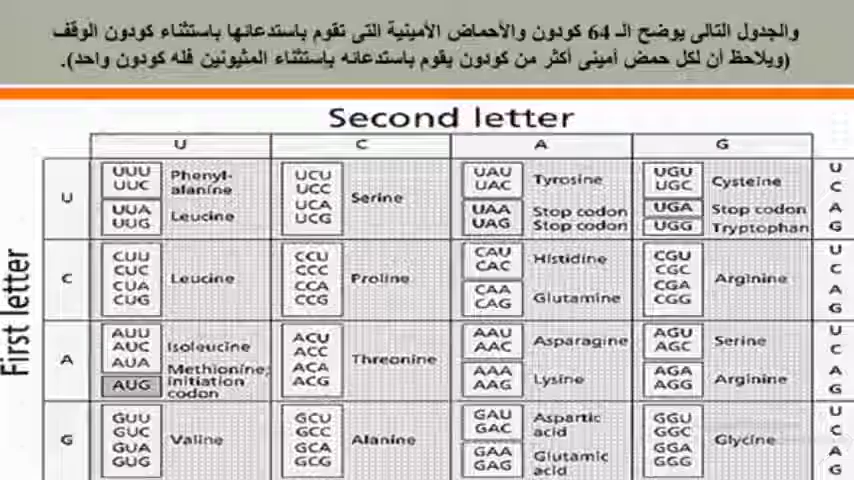 والجدول التالى يوضح الـ 64 كودون والأحماض الأمينية التى تقوم باستدعائها باستثناء كودون الوقف
(ويلاحظ أن لكل حمض أمينى أكثر من كودون يقوم باستدعائه باستثناء المثيونين فله كودون واحد).
Second letter
U C A G
First letter
U
UUU UUC Phenyl-alanine
UUA UUG Leucine
UCU UCC UCA UCG Serine
UAU UAC Tyrosine
UAA Stop codon
UAG Stop codon
UGU UGC Cysteine
UGA Stop codon
UGG Tryptophan
U C A G
C
CUU CUC CUA CUG Leucine
CCU CCC CCA CCG Proline
CAU CAC Histidine
CAA CAG Glutamine
CGU CGC CGA CGG Arginine
U C A G
A
AUU AUC AUA Isoleucine
AUG Methionine; initiation codon
ACU ACC ACA ACG Threonine
AAU AAC Asparagine
AAA AAG Lysine
AGU AGC Serine
AGA AGG Arginine
U C A G
G
GUU GUC GUA GUG Valine
GCU GCC GCA GCG Alanine
GAU GAC Aspartic acid
GAA GAG Glutamic acid
GGU GGC GGA GGG Glycine
U C A G